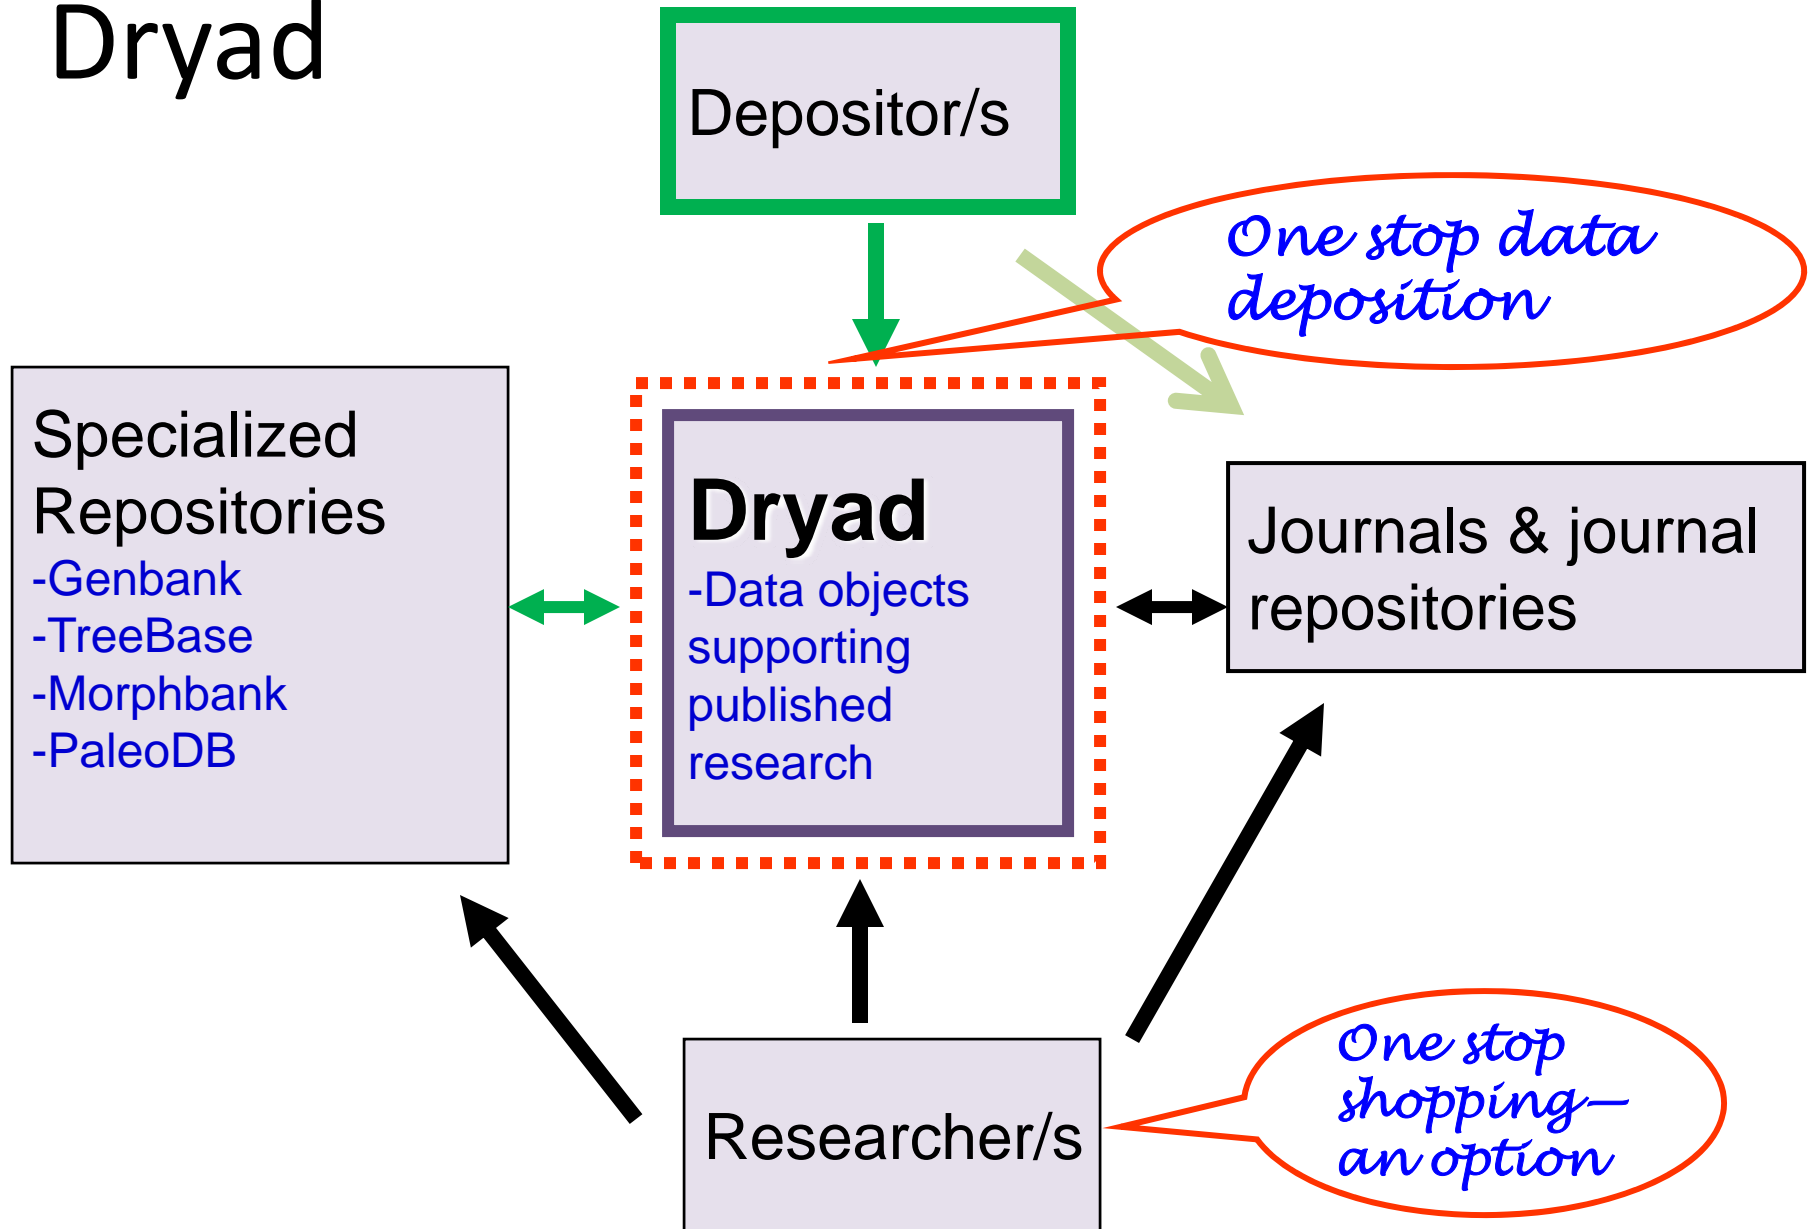 Dryad
Depositor/s
One stop data
deposition
Specialized
Repositories
-Genbank
-TreeBase
-Morphbank
-PaleoDB
Dryad
-Data objects
supporting
published
research
Journals & journal
repositories
Researcher/s
One stop
shopping—
an option